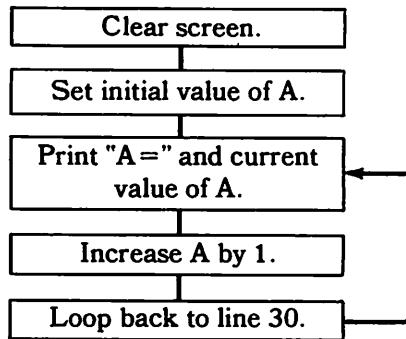 Clear screen.
Set initial value of A.
Print "A=" and current
value of A.
Increase A by 1.
Loop back to line 30.